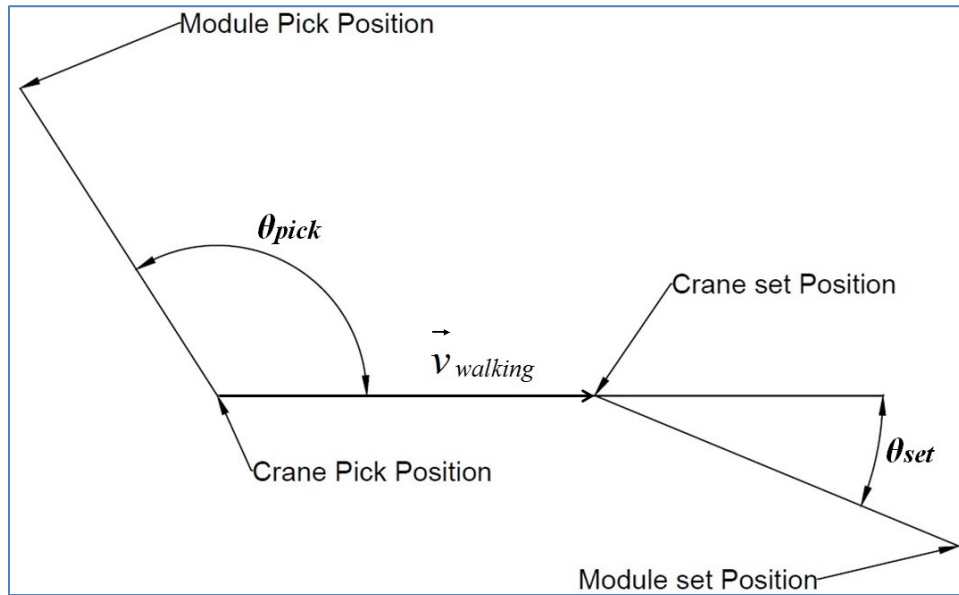 Module Pick Position
θpick
Crane set Position
v walking
Crane Pick Position
θset
Module set Position